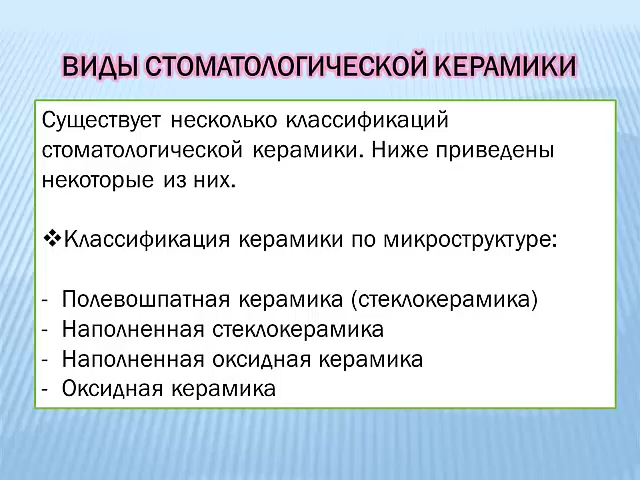 ВИДЫ СТОМАТОЛОГИЧЕСКОЙ КЕРАМИКИ
Существует несколько классификаций
стоматологической керамики. Ниже приведены
некоторые из них.
❖Классификация керамики по микроструктуре:
- Полевошпатная керамика (стеклокерамика)
- Наполненная стеклокерамика
- Наполненная оксидная керамика
- Оксидная керамика